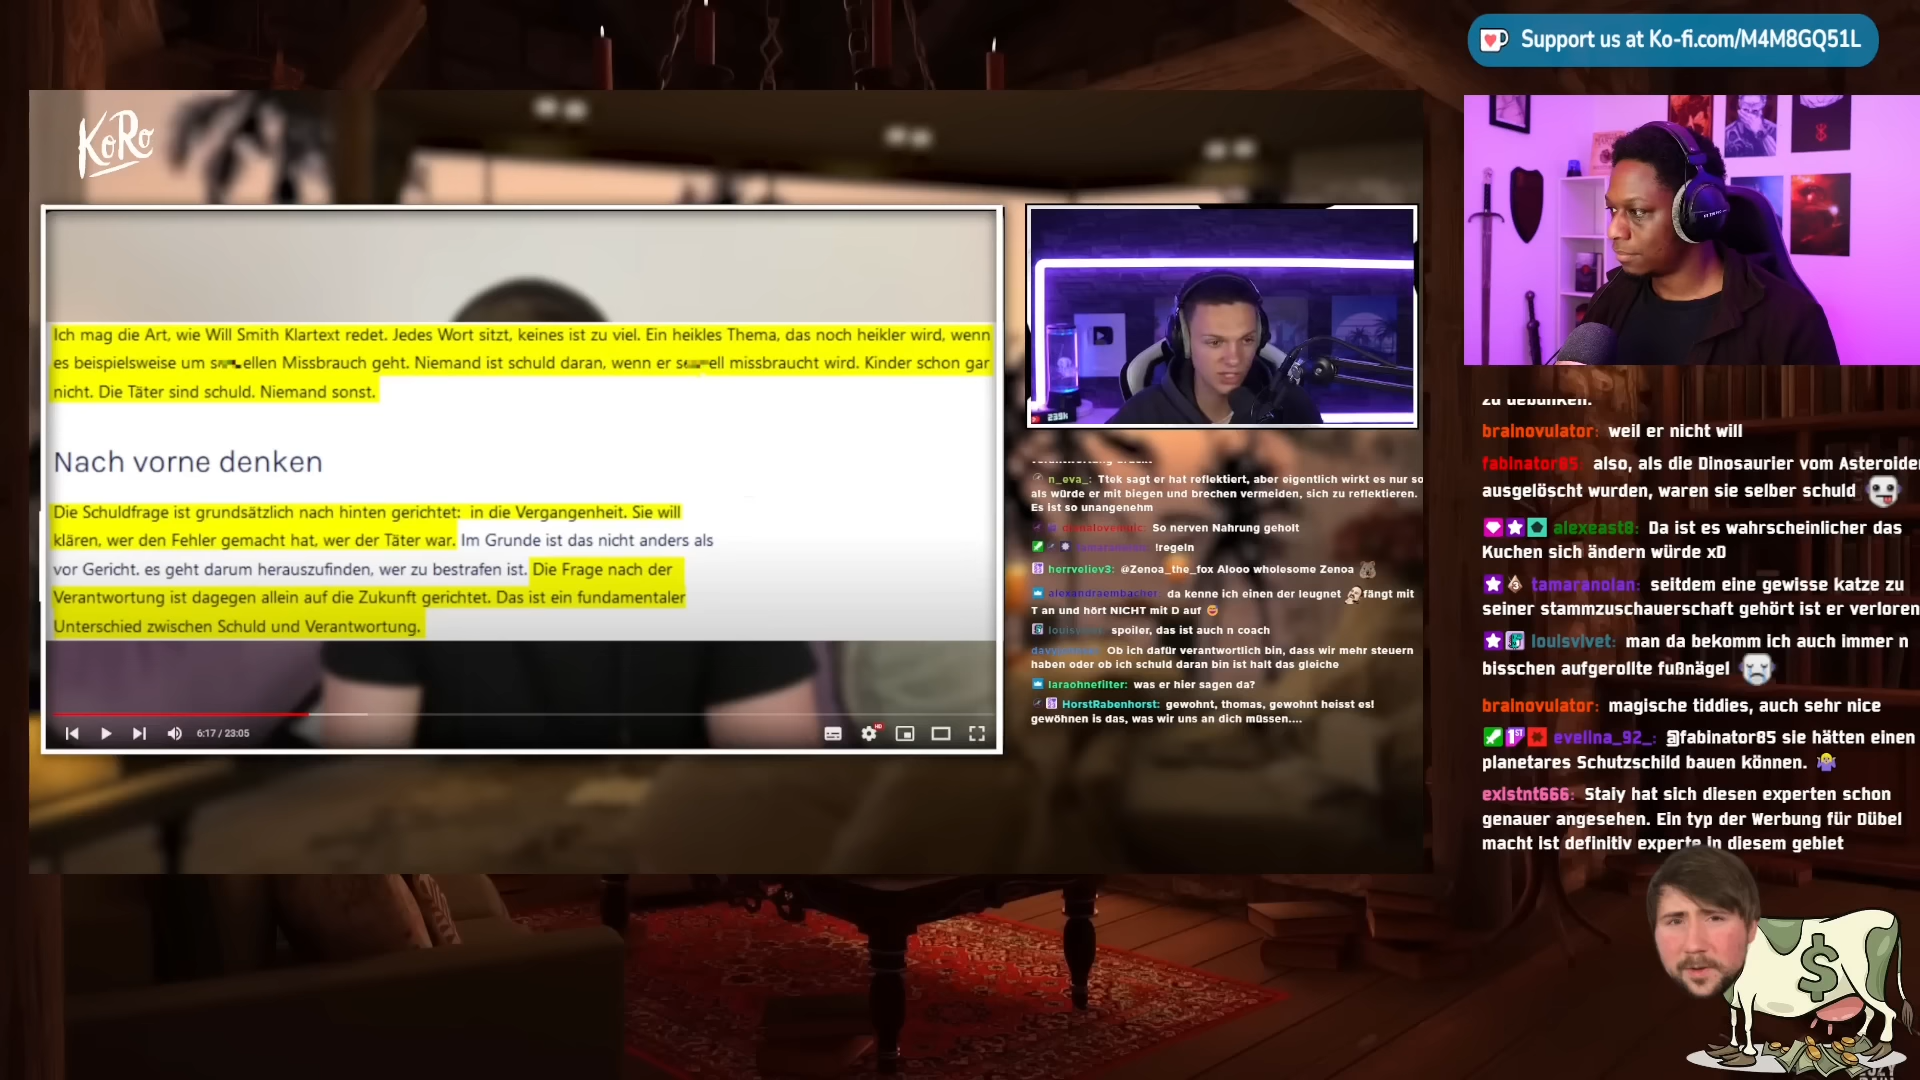 Support us at Ko-fi.com/M4M8GQ51L
KoRo
Ich mag die Art, wie Will Smith Klartext redet. Jedes Wort sitzt, keines ist zu viel. Ein heikles Thema, das noch heikler wird, wenn
es beispielsweise um s ellen Missbrauch geht. Niemand ist schuld daran, wenn er se ell missbraucht wird. Kinder schon gar
nicht. Die Täter sind schuld. Niemand sonst.
Nach vorne denken
Die Schuldfrage ist grundsätzlich nach hinten gerichtet: in die Vergangenheit. Sie will
klären, wer den Fehler gemacht hat, wer der Täter war. Im Grunde ist das nicht anders als
vor Gericht. es geht darum herauszufinden, wer zu bestrafen ist. Die Frage nach der
Verantwortung ist dagegen allein auf die Zukunft gerichtet. Das ist ein fundamentaler
Unterschied zwischen Schuld und Verantwortung.
6:17 / 23:05
HD
239k
n_eva_: Ttek sagt er hat reflektiert, aber eigentlich wirkt es nur so
als würde er mit biegen und brechen vermeiden, sich zu reflektieren.
Es ist so unangenehm
So nerven Nahrung geholt
!regeln
herrveliev3: @Zenoa_the_fox Alooo wholesome Zenoa
alexandraembacher: da kenne ich einen der leugnet fängt mit
T an und hört NICHT mit D auf
spoiler, das ist auch n coach
Ob ich dafür verantwortlich bin, dass wir mehr steuern
haben oder ob ich schuld daran bin ist halt das gleiche
laraohnefilter: was er hier sagen da?
HorstRabenhorst: gewohnt, thomas, gewohnt heisst es!
gewöhnen is das, was wir uns an dich müssen....
zu debunken.
brainovulator: weil er nicht will
fabinator85: also, als die Dinosaurier vom Asteroiden
ausgelöscht wurden, waren sie selber schuld
alexeast8: Da ist es wahrscheinlicher das
Kuchen sich ändern würde xD
tamaranolan: seitdem eine gewisse katze zu
seiner stammzuschauerschaft gehört ist er verloren
louisvivet: man da bekomm ich auch immer n
bisschen aufgerollte fußnägel
brainovulator: magische tiddies, auch sehr nice
1ST evelina_92_: @fabinator85 sie hätten einen
planetares Schutzschild bauen können.
existnt666: Staiy hat sich diesen experten schon
genauer angesehen. Ein typ der Werbung für Dübel
macht ist definitiv experte in diesem gebiet
$